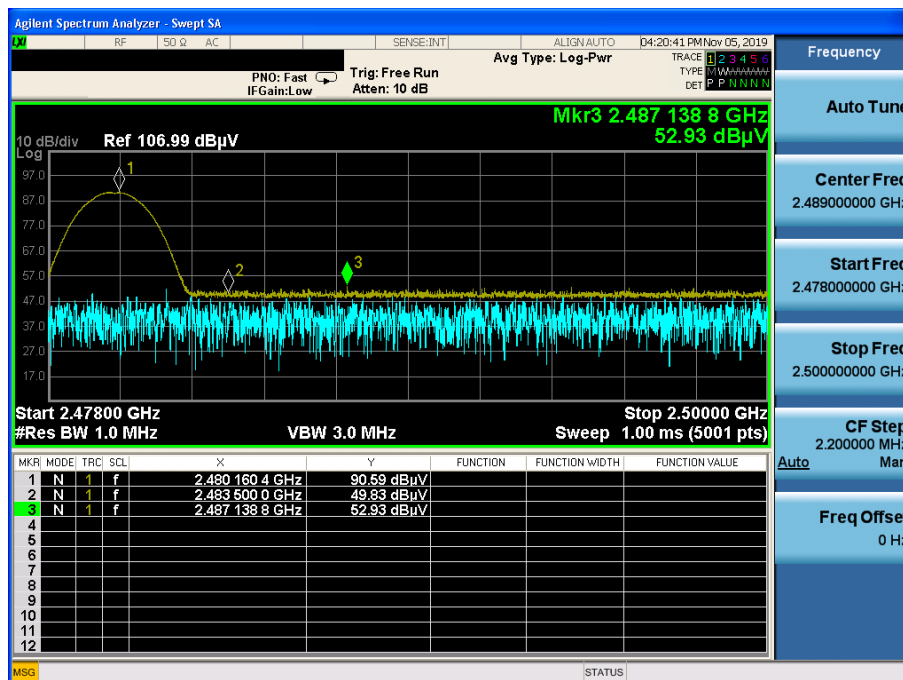 Agilent Spectrum Analyzer - Swept SA
LXI RF 50 Ω AC SENSE:INT ALIGN AUTO 04:20:41 PM Nov 05, 2019
Frequency
Avg Type: Log-Pwr TRACE 1 2 3 4 5 6
PNO: Fast Trig: Free Run TYPE M
IFGain:Low Atten: 10 dB DET P P N N N N
Auto Tune
Mkr3 2.487 138 8 GHz
10 dB/div Ref 106.99 dBµV 52.93 dBµV
Log
97.0
87.0
77.0
67.0
57.0
47.0
37.0
27.0
17.0
1
2
3
Center Freq
2.489000000 GHz
Start Freq
2.478000000 GHz
Stop Freq
2.500000000 GHz
Start 2.47800 GHz Stop 2.50000 GHz
#Res BW 1.0 MHz VBW 3.0 MHz Sweep 1.00 ms (5001 pts)
CF Step
2.200000 MHz
Auto Man
MKR MODE TRC SCL X Y FUNCTION FUNCTION WIDTH FUNCTION VALUE
1 N 1 f 2.480 160 4 GHz 90.59 dBµV
2 N 1 f 2.483 500 0 GHz 49.83 dBµV
3 N 1 f 2.487 138 8 GHz 52.93 dBµV
4
5
6
7
8
9
10
11
12
Freq Offset
0 Hz
MSG STATUS